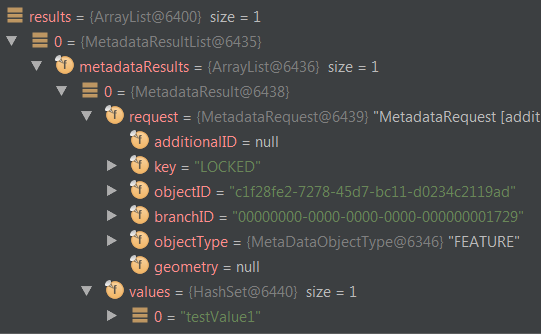 results = {ArrayList@6400} size = 1
0 = {MetadataResultList@6435}
metadataResults = {ArrayList@6436} size = 1
0 = {MetadataResult@6438}
request = {MetadataRequest@6439} "MetadataRequest [addit
additionalID = null
key = "LOCKED"
objectID = "c1f28fe2-7278-45d7-bc11-d0234c2119ad"
branchID = "00000000-0000-0000-0000-000000001729"
objectType = {MetaDataObjectType@6346} "FEATURE"
geometry = null
values = {HashSet@6440} size = 1
0 = "testValue1"